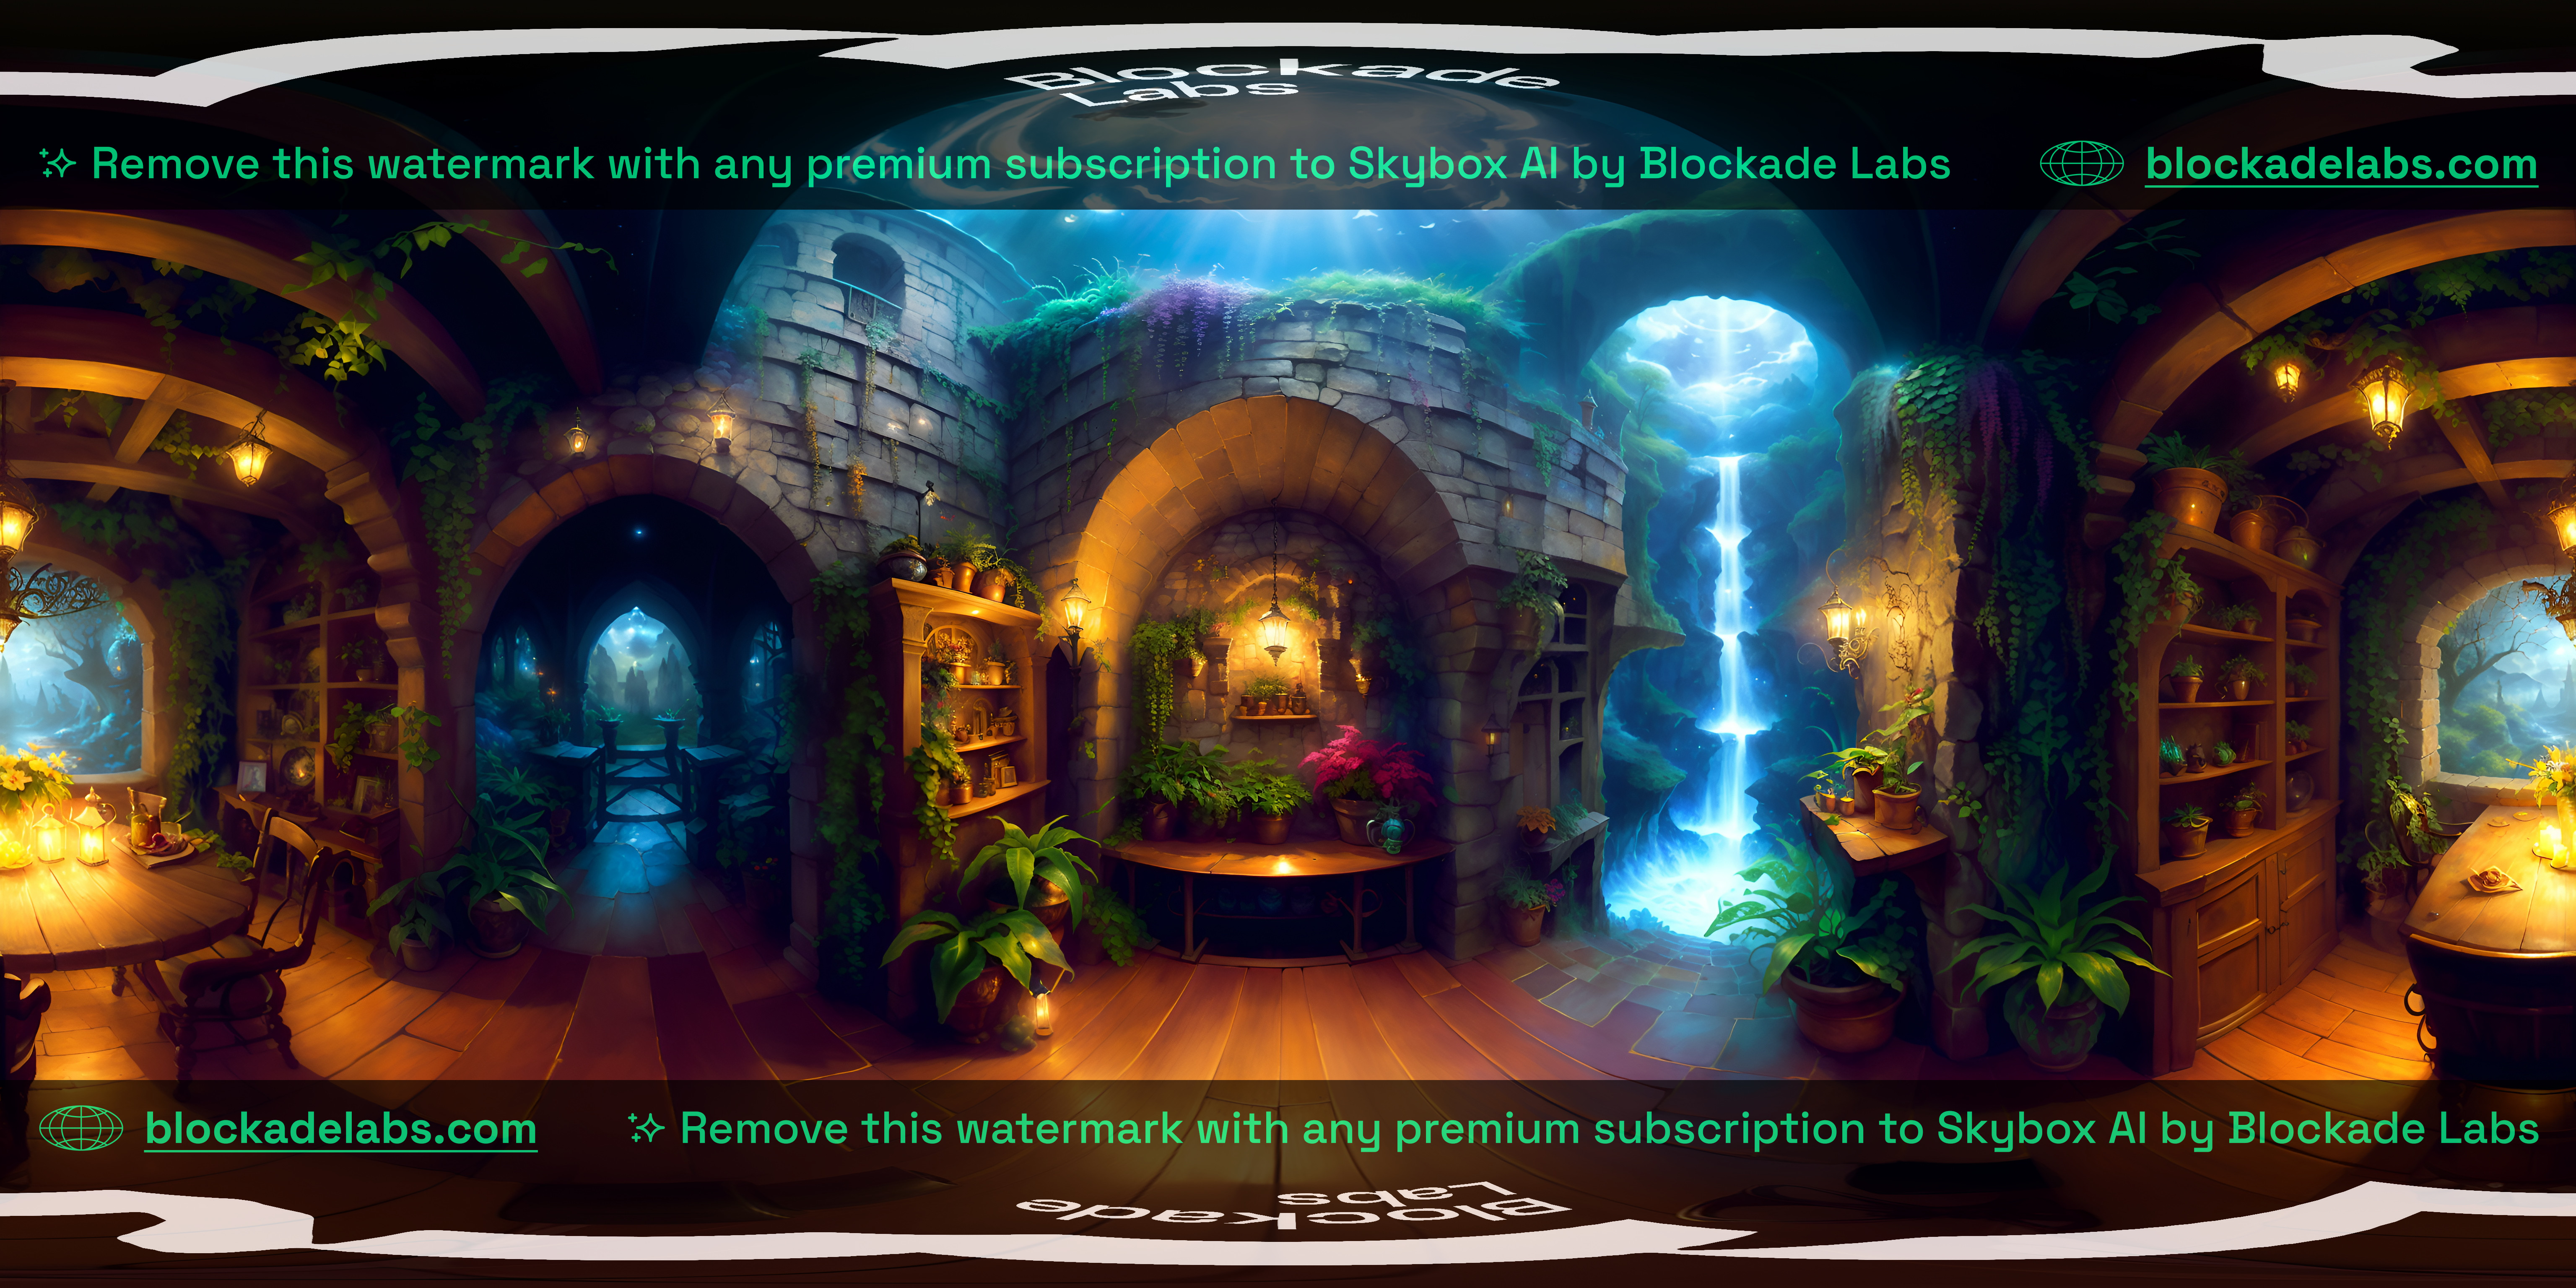 Blockade
Labs
Remove this watermark with any premium subscription to Skybox AI by Blockade Labs
blockadelabs.com
blockadelabs.com
Remove this watermark with any premium subscription to Skybox AI by Blockade Labs
Labs
Blockade